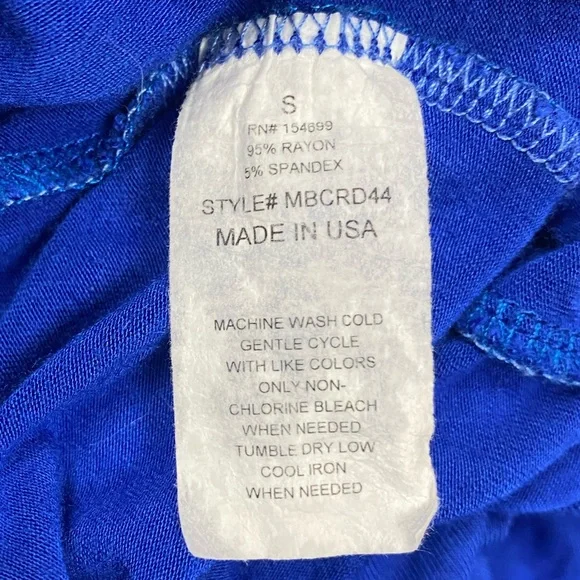 S
RN# 154699
95% RAYON
5% SPANDEX
STYLE# MBCRD44
MADE IN USA
MACHINE WASH COLD
GENTLE CYCLE
WITH LIKE COLORS
ONLY NON-
CHLORINE BLEACH
WHEN NEEDED
TUMBLE DRY LOW
COOL IRON
WHEN NEEDED